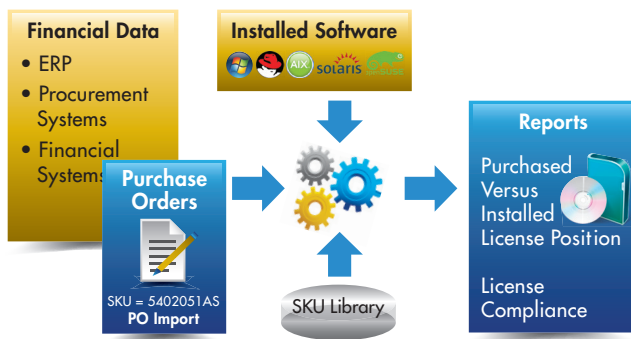 Financial Data
• ERP
• Procurement
Systems
• Financial
Systems
Purchase
Orders
SKU = 5402051AS
PO Import
Installed Software
AIX
solaris
SKU Library
Reports
Purchased
Versus
Installed
License Position
License
Compliance